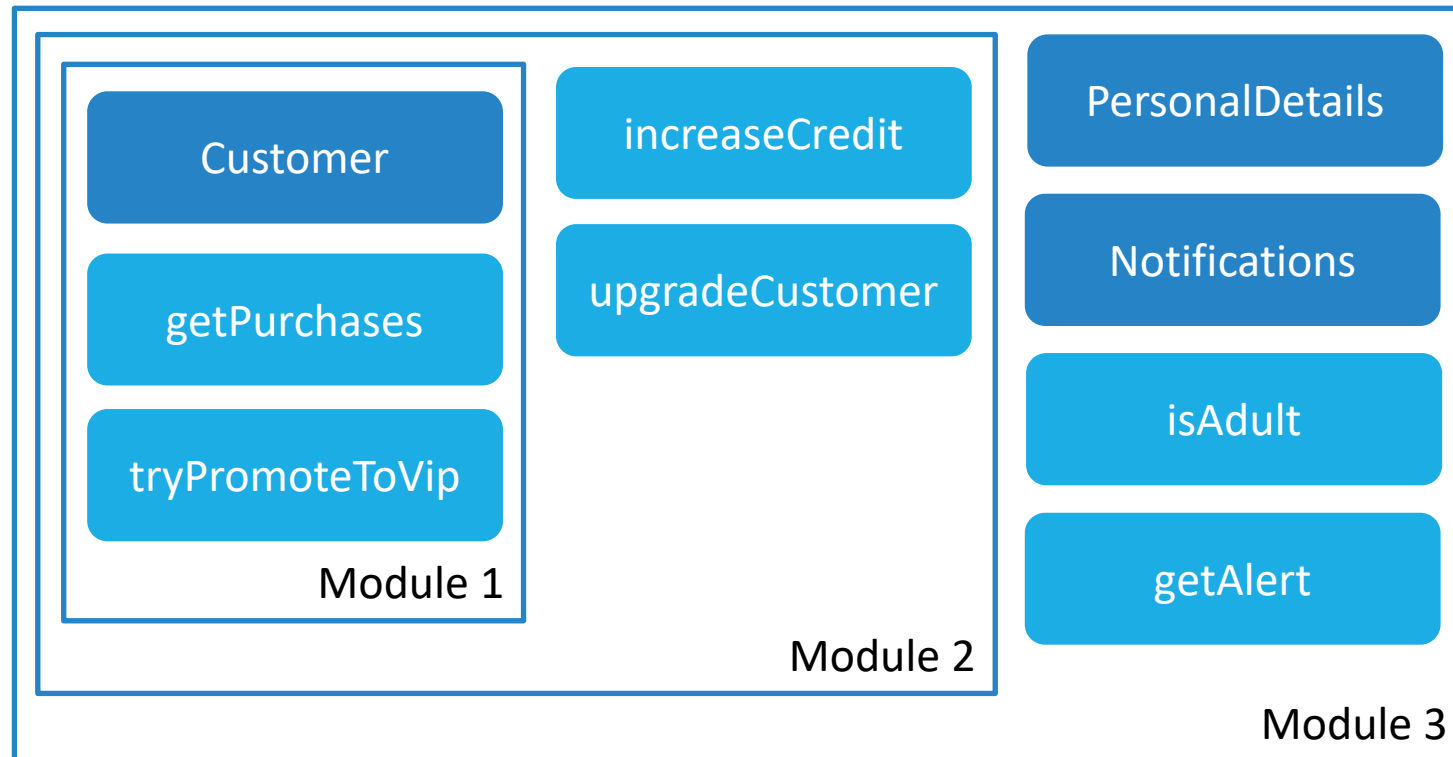 Customer
getPurchases
tryPromoteToVip
Module 1
increaseCredit
upgradeCustomer
Module 2
PersonalDetails
Notifications
isAdult
getAlert
Module 3